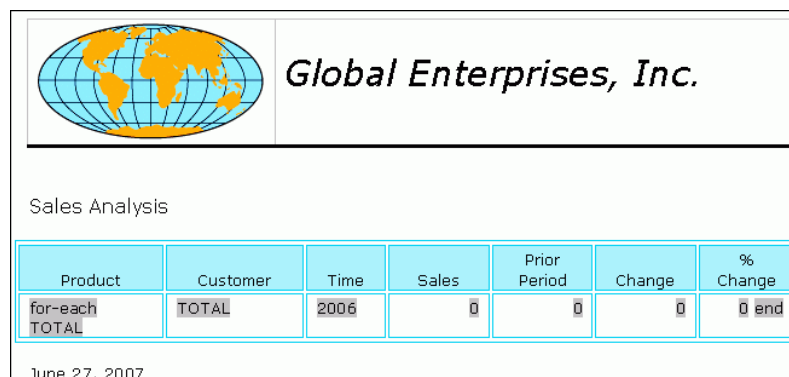 Global Enterprises, Inc.
Sales Analysis
Product Customer Time Sales Prior Period Change % Change
for-each TOTAL TOTAL 2006 0 0 0 0 end
June 27, 2007